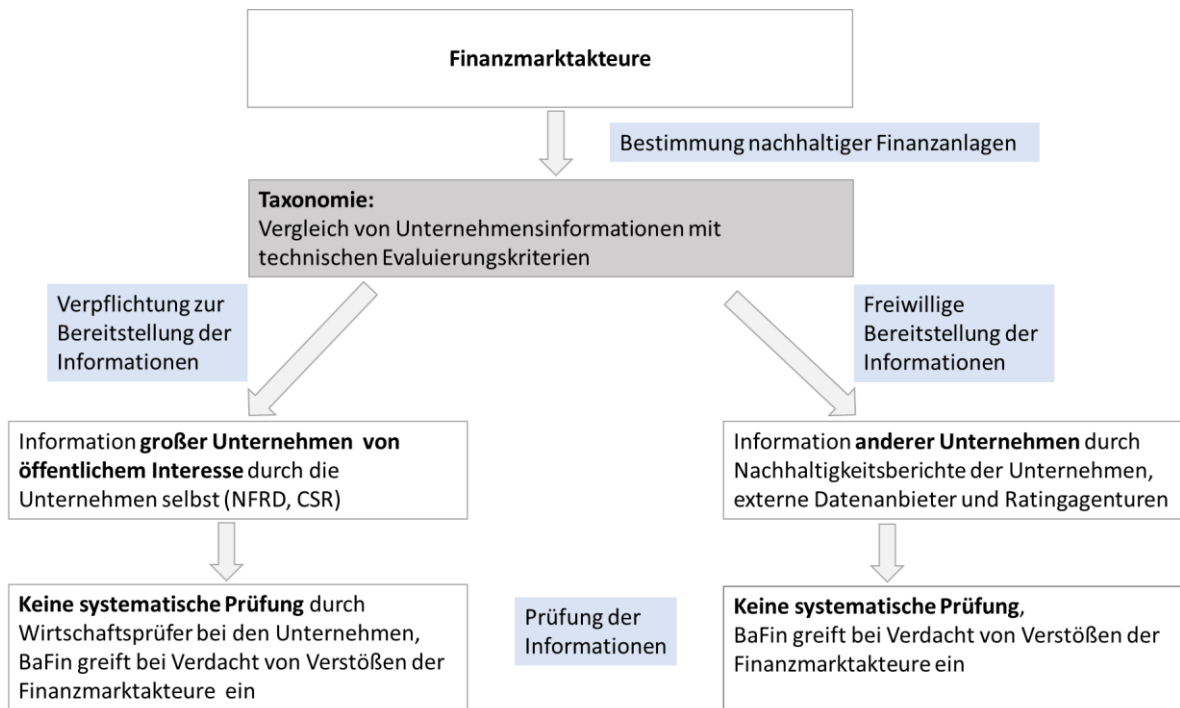 Finanzmarktakteure
Bestimmung nachhaltiger Finanzanlagen
Taxonomie:
Vergleich von Unternehmensinformationen mit
technischen Evaluierungskriterien
Verpflichtung zur
Bereitstellung der
Informationen
Freiwillige
Bereitstellung der
Informationen
Information großer Unternehmen von
öffentlichem Interesse durch die
Unternehmen selbst (NFRD, CSR)
Information anderer Unternehmen durch
Nachhaltigkeitsberichte der Unternehmen,
externe Datenanbieter und Ratingagenturen
Keine systematische Prüfung durch
Wirtschaftsprüfer bei den Unternehmen,
BaFin greift bei Verdacht von Verstößen der
Finanzmarktakteure ein
Prüfung der
Informationen
Keine systematische Prüfung,
BaFin greift bei Verdacht von Verstößen der
Finanzmarktakteure ein